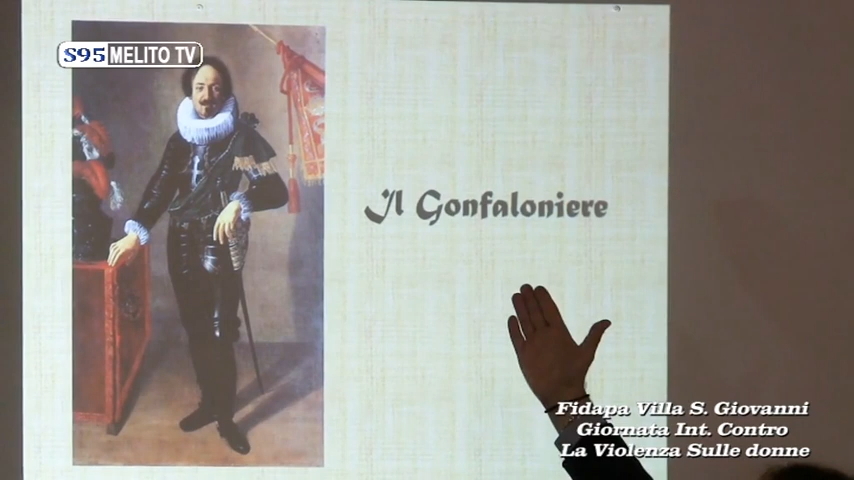 S95 MELITO TV
Il Gonfaloniere
Fidapa Villa S. Giovanni
Giornata Int. Contro
La Violenza Sulle donne